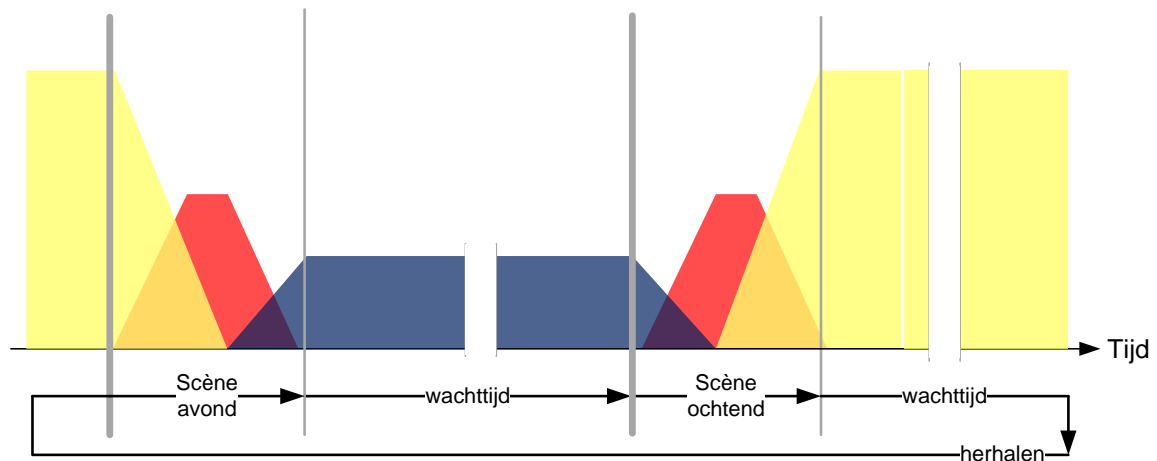 Tijd
Scène
avond
wachttijd
Scène
ochtend
wachttijd
herhalen